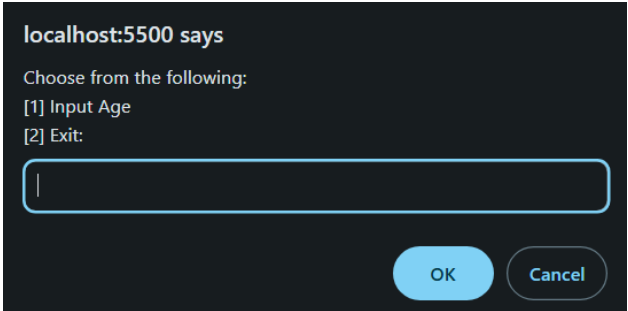 localhost:5500 says
Choose from the following:
[1] Input Age
[2] Exit:
OK
Cancel